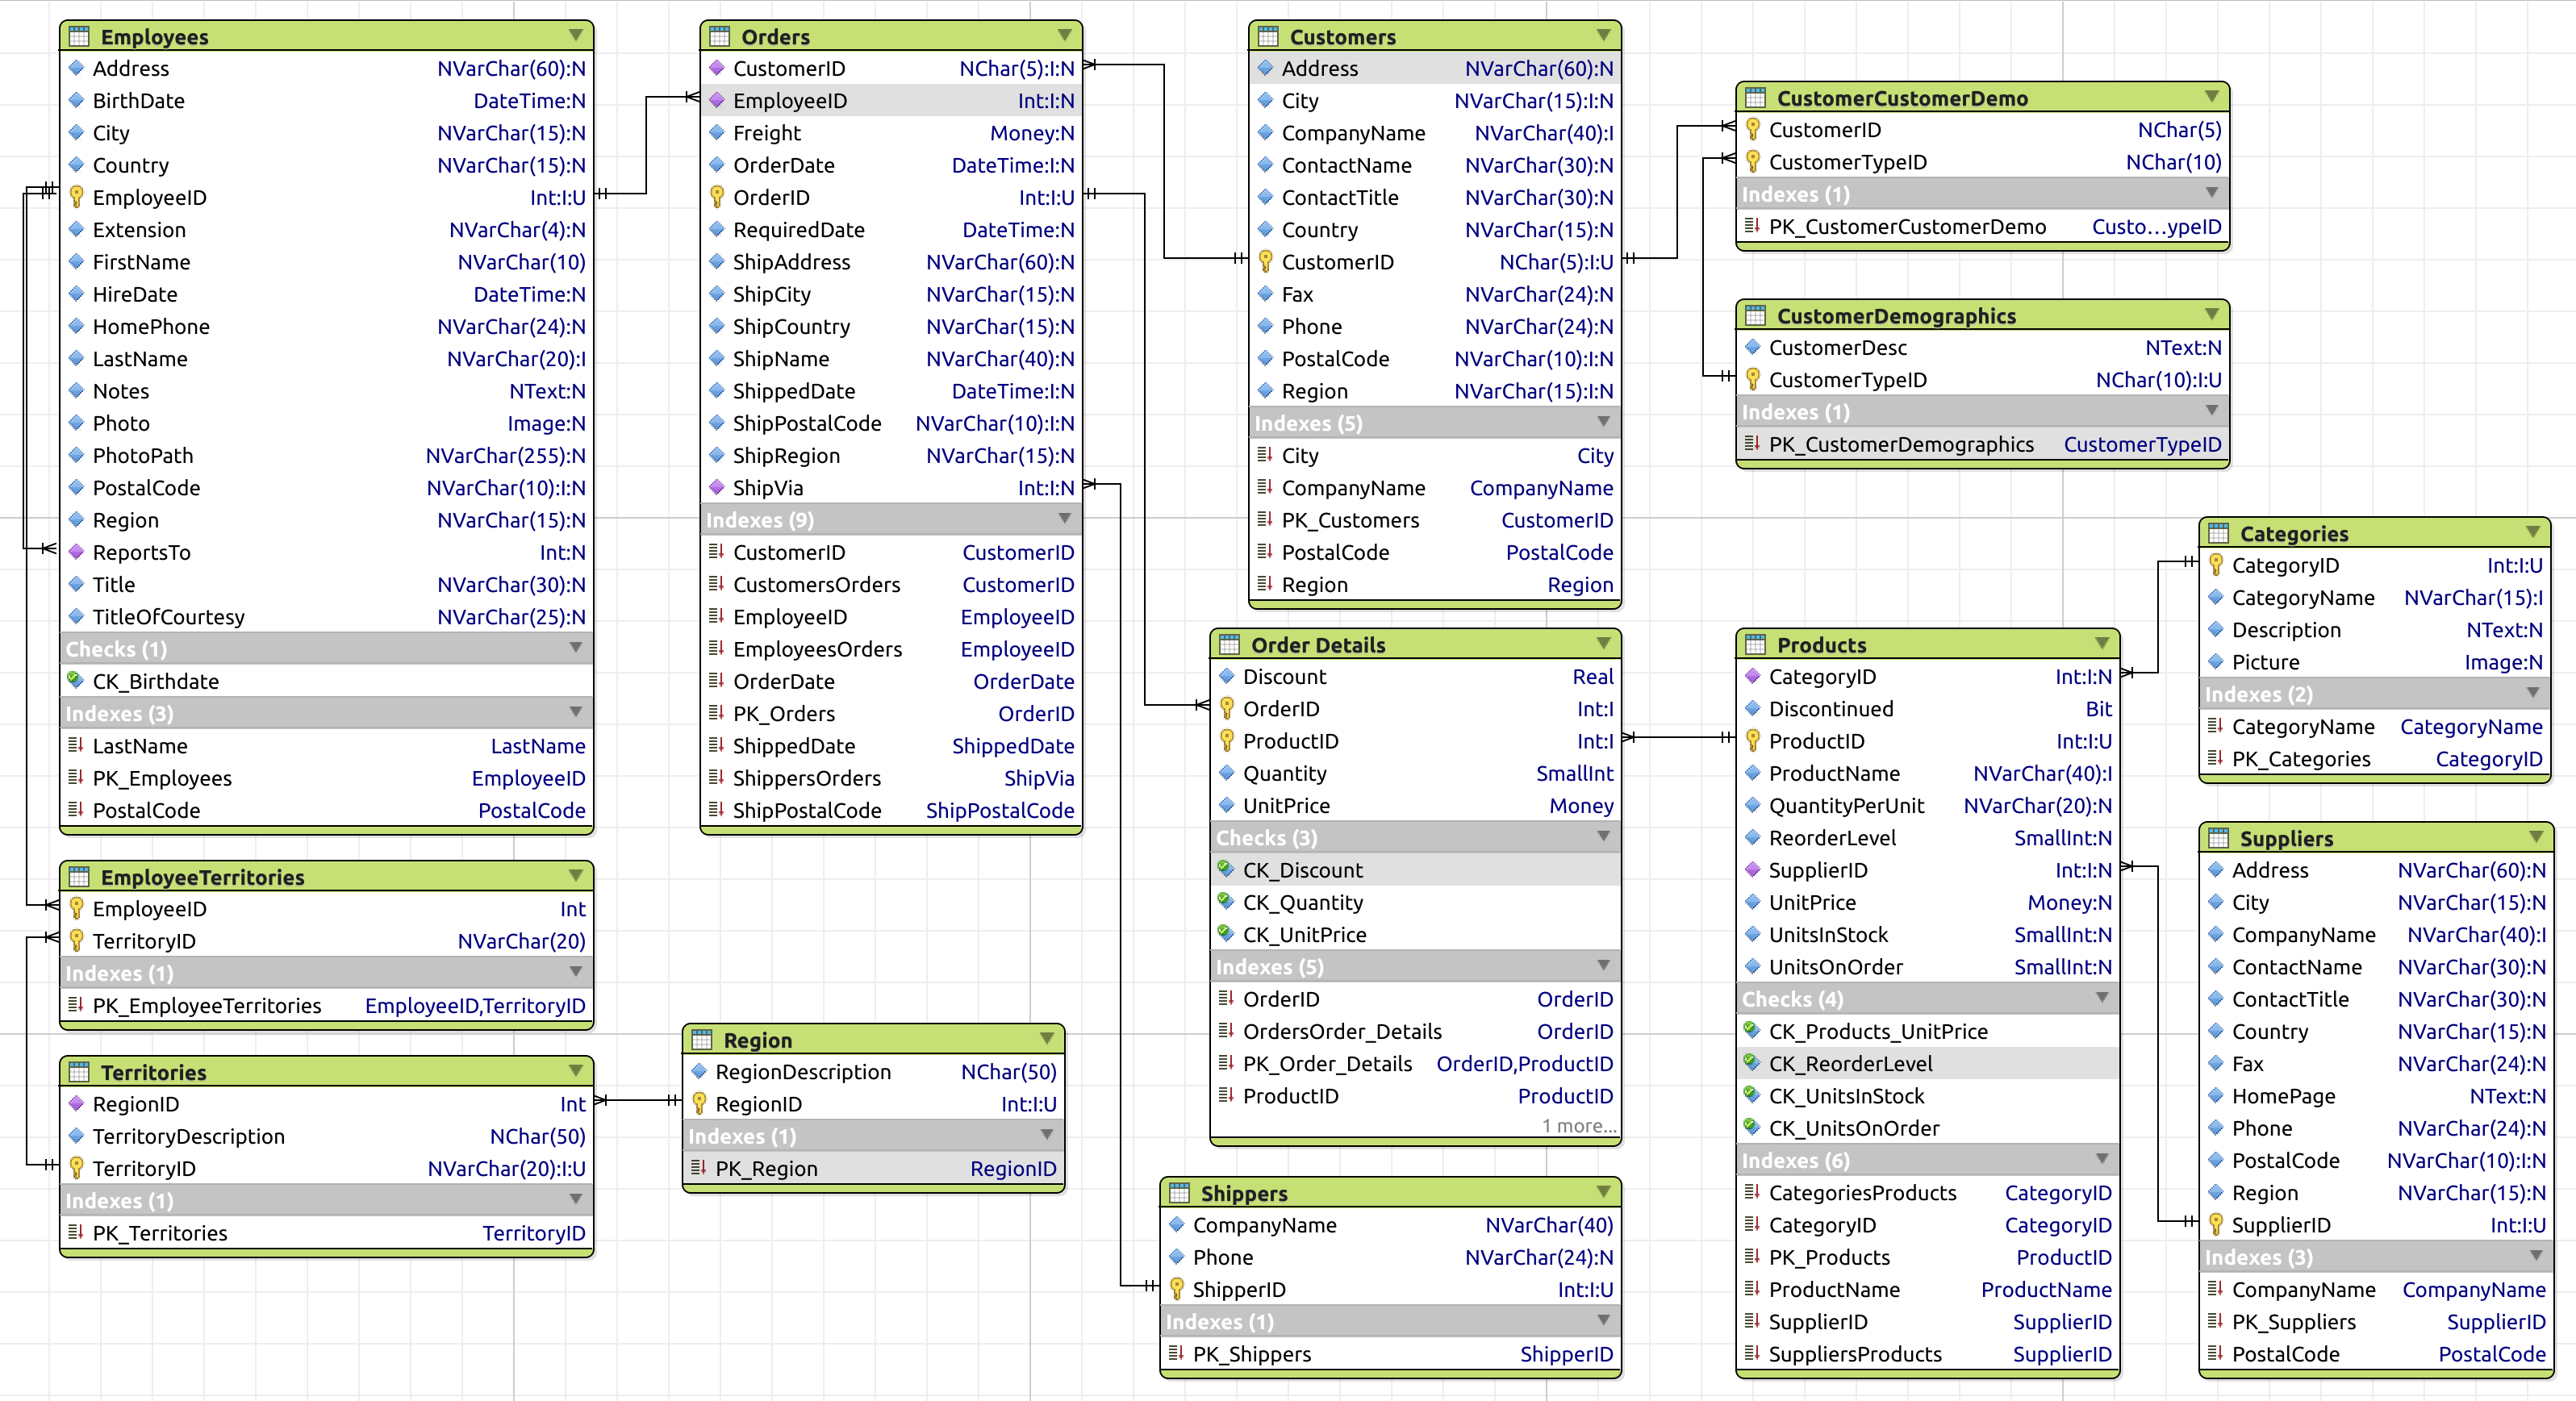 Employees
Address NVarChar(60):N
BirthDate DateTime:N
City NVarChar(15):N
Country NVarChar(15):N
EmployeeID Int:I:U
Extension NVarChar(4):N
FirstName NVarChar(10)
HireDate DateTime:N
HomePhone NVarChar(24):N
LastName NVarChar(20):I
Notes NText:N
Photo Image:N
PhotoPath NVarChar(255):N
PostalCode NVarChar(10):I:N
Region NVarChar(15):N
ReportsTo Int:N
Title NVarChar(30):N
TitleOfCourtesy NVarChar(25):N
Checks (1)
CK_Birthdate
Indexes (3)
LastName LastName
PK_Employees EmployeeID
PostalCode PostalCode
EmployeeTerritories
EmployeeID Int
TerritoryID NVarChar(20)
Indexes (1)
PK_EmployeeTerritories EmployeeID,TerritoryID
Territories
RegionID Int
TerritoryDescription NChar(50)
TerritoryID NVarChar(20):I:U
Indexes (1)
PK_Territories TerritoryID
Orders
CustomerID NChar(5):I:N
EmployeeID Int:I:N
Freight Money:N
OrderDate DateTime:I:N
OrderID Int:I:U
RequiredDate DateTime:N
ShipAddress NVarChar(60):N
ShipCity NVarChar(15):N
ShipCountry NVarChar(15):N
ShipName NVarChar(40):N
ShippedDate DateTime:I:N
ShipPostalCode NVarChar(10):I:N
ShipRegion NVarChar(15):N
ShipVia Int:I:N
Indexes (9)
CustomerID CustomerID
CustomersOrders CustomerID
EmployeeID EmployeeID
EmployeesOrders EmployeeID
OrderDate OrderDate
PK_Orders OrderID
ShippedDate ShippedDate
ShippersOrders ShipVia
ShipPostalCode ShipPostalCode
Region
RegionDescription NChar(50)
RegionID Int:I:U
Indexes (1)
PK_Region RegionID
Customers
Address NVarChar(60):N
City NVarChar(15):I:N
CompanyName NVarChar(40):I
ContactName NVarChar(30):N
ContactTitle NVarChar(30):N
Country NVarChar(15):N
CustomerID NChar(5):I:U
Fax NVarChar(24):N
Phone NVarChar(24):N
PostalCode NVarChar(10):I:N
Region NVarChar(15):I:N
Indexes (5)
City City
CompanyName CompanyName
PK_Customers CustomerID
PostalCode PostalCode
Region Region
Order Details
Discount Real
OrderID Int:I
ProductID Int:I
Quantity SmallInt
UnitPrice Money
Checks (3)
CK_Discount
CK_Quantity
CK_UnitPrice
Indexes (5)
OrderID OrderID
OrdersOrder_Details OrderID
PK_Order_Details OrderID,ProductID
ProductID ProductID
1 more...
Shippers
CompanyName NVarChar(40)
Phone NVarChar(24):N
ShipperID Int:I:U
Indexes (1)
PK_Shippers ShipperID
CustomerCustomerDemo
CustomerID NChar(5)
CustomerTypeID NChar(10)
Indexes (1)
PK_CustomerCustomerDemo Custo...ypeID
CustomerDemographics
CustomerDesc NText:N
CustomerTypeID NChar(10):I:U
Indexes (1)
PK_CustomerDemographics CustomerTypeID
Products
CategoryID Int:I:N
Discontinued Bit
ProductID Int:I:U
ProductName NVarChar(40):I
QuantityPerUnit NVarChar(20):N
ReorderLevel SmallInt:N
SupplierID Int:I:N
UnitPrice Money:N
UnitsInStock SmallInt:N
UnitsOnOrder SmallInt:N
Checks (4)
CK_Products_UnitPrice
CK_ReorderLevel
CK_UnitsInStock
CK_UnitsOnOrder
Indexes (6)
CategoriesProducts CategoryID
CategoryID CategoryID
PK_Products ProductID
ProductName ProductName
SupplierID SupplierID
SuppliersProducts SupplierID
Categories
CategoryID Int:I:U
CategoryName NVarChar(15):I
Description NText:N
Picture Image:N
Indexes (2)
CategoryName CategoryName
PK_Categories CategoryID
Suppliers
Address NVarChar(60):N
City NVarChar(15):N
CompanyName NVarChar(40):I
ContactName NVarChar(30):N
ContactTitle NVarChar(30):N
Country NVarChar(15):N
Fax NVarChar(24):N
HomePage NText:N
Phone NVarChar(24):N
PostalCode NVarChar(10):I:N
Region NVarChar(15):N
SupplierID Int:I:U
Indexes (3)
CompanyName CompanyName
PK_Suppliers SupplierID
PostalCode PostalCode